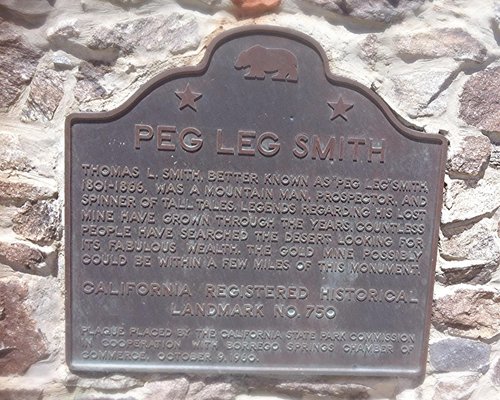 PEG LEG SMITH
THOMAS L. SMITH, BETTER KNOWN AS "PEG LEG" SMITH,
1801-1866, WAS A MOUNTAIN MAN, PROSPECTOR, AND
SPINNER OF TALL TALES. LEGENDS REGARDING HIS LOST
MINE HAVE GROWN THROUGH THE YEARS. COUNTLESS
PEOPLE HAVE SEARCHED THE DESERT LOOKING FOR
ITS FABULOUS WEALTH. THE GOLD MINE POSSIBLY
COULD BE WITHIN A FEW MILES OF THIS MONUMENT.
CALIFORNIA REGISTERED HISTORICAL
LANDMARK NO. 750
PLAQUE PLACED BY THE CALIFORNIA STATE PARK COMMISSION
IN COOPERATION WITH BORREGO SPRINGS CHAMBER OF
COMMERCE, OCTOBER 9, 1960.